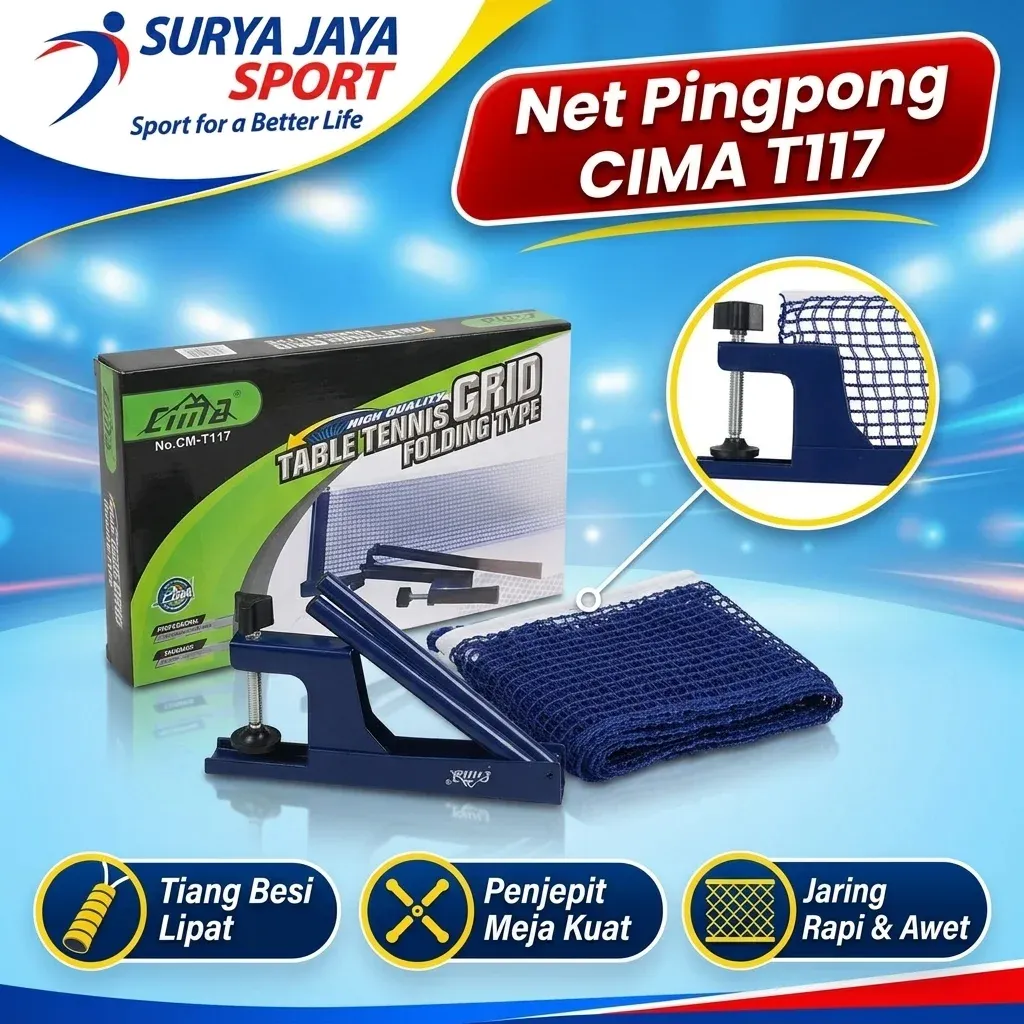 SURYA JAYA
SPORT
Sport for a Better Life
Net Pingpong
CIMA T117
cima
No.CM-T117
HIGH QUALITY
TABLE TENNIS GRID
FOLDING TYPE
Tiang Besi
Lipat
Penjepit
Meja Kuat
Jaring
Rapi & Awet